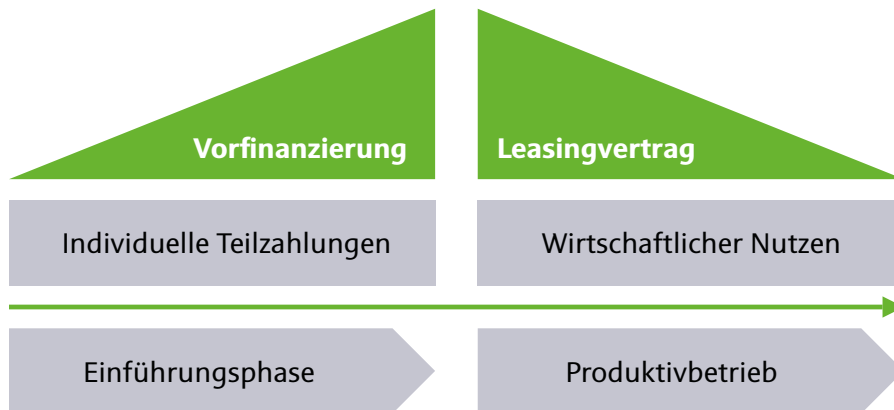 Vorfinanzierung
Leasingvertrag
Individuelle Teilzahlungen
Wirtschaftlicher Nutzen
Einführungsphase
Produktivbetrieb